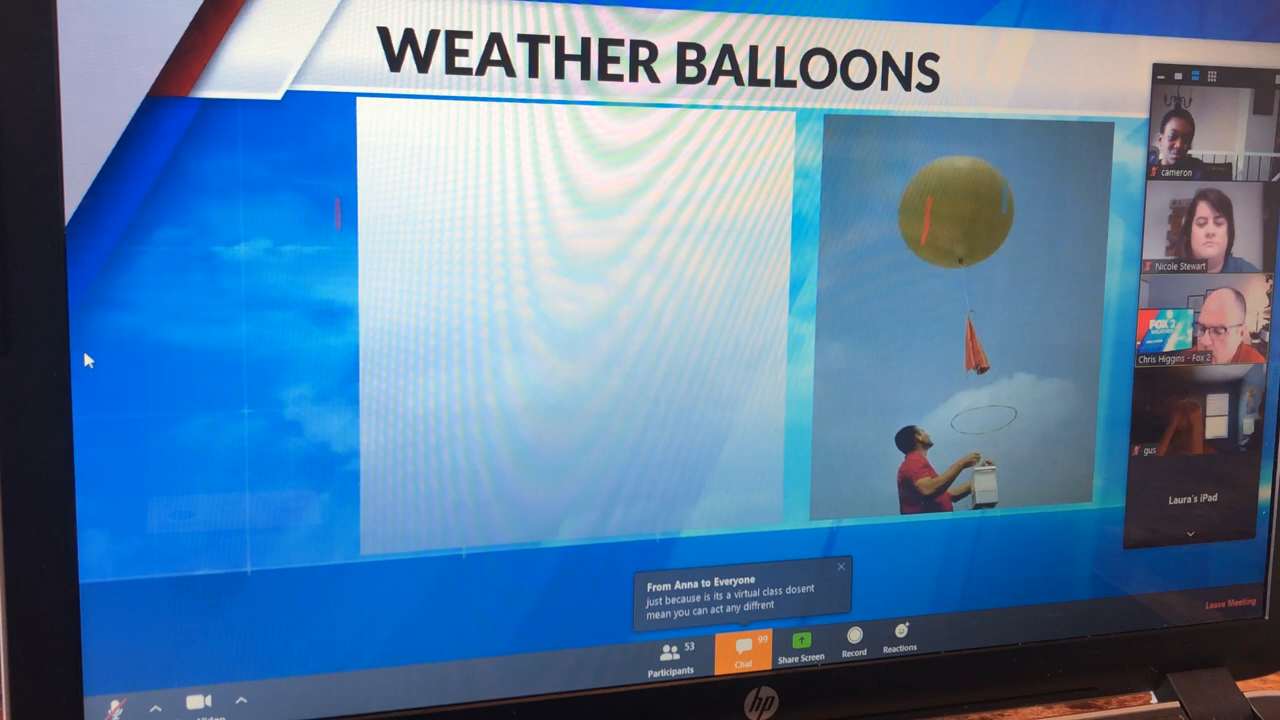 WEATHER BALLOONS
cameron
Nicole Stewart
FOX 2
Chris Higgins - Fox 2
gus
Laura's iPad
From Anna to Everyone
just because is its a virtual class dosent
mean you can act any diffrent
Leave Meeting
53
Participants
99
Chat
Share Screen
Record
Reactions
Video
hp